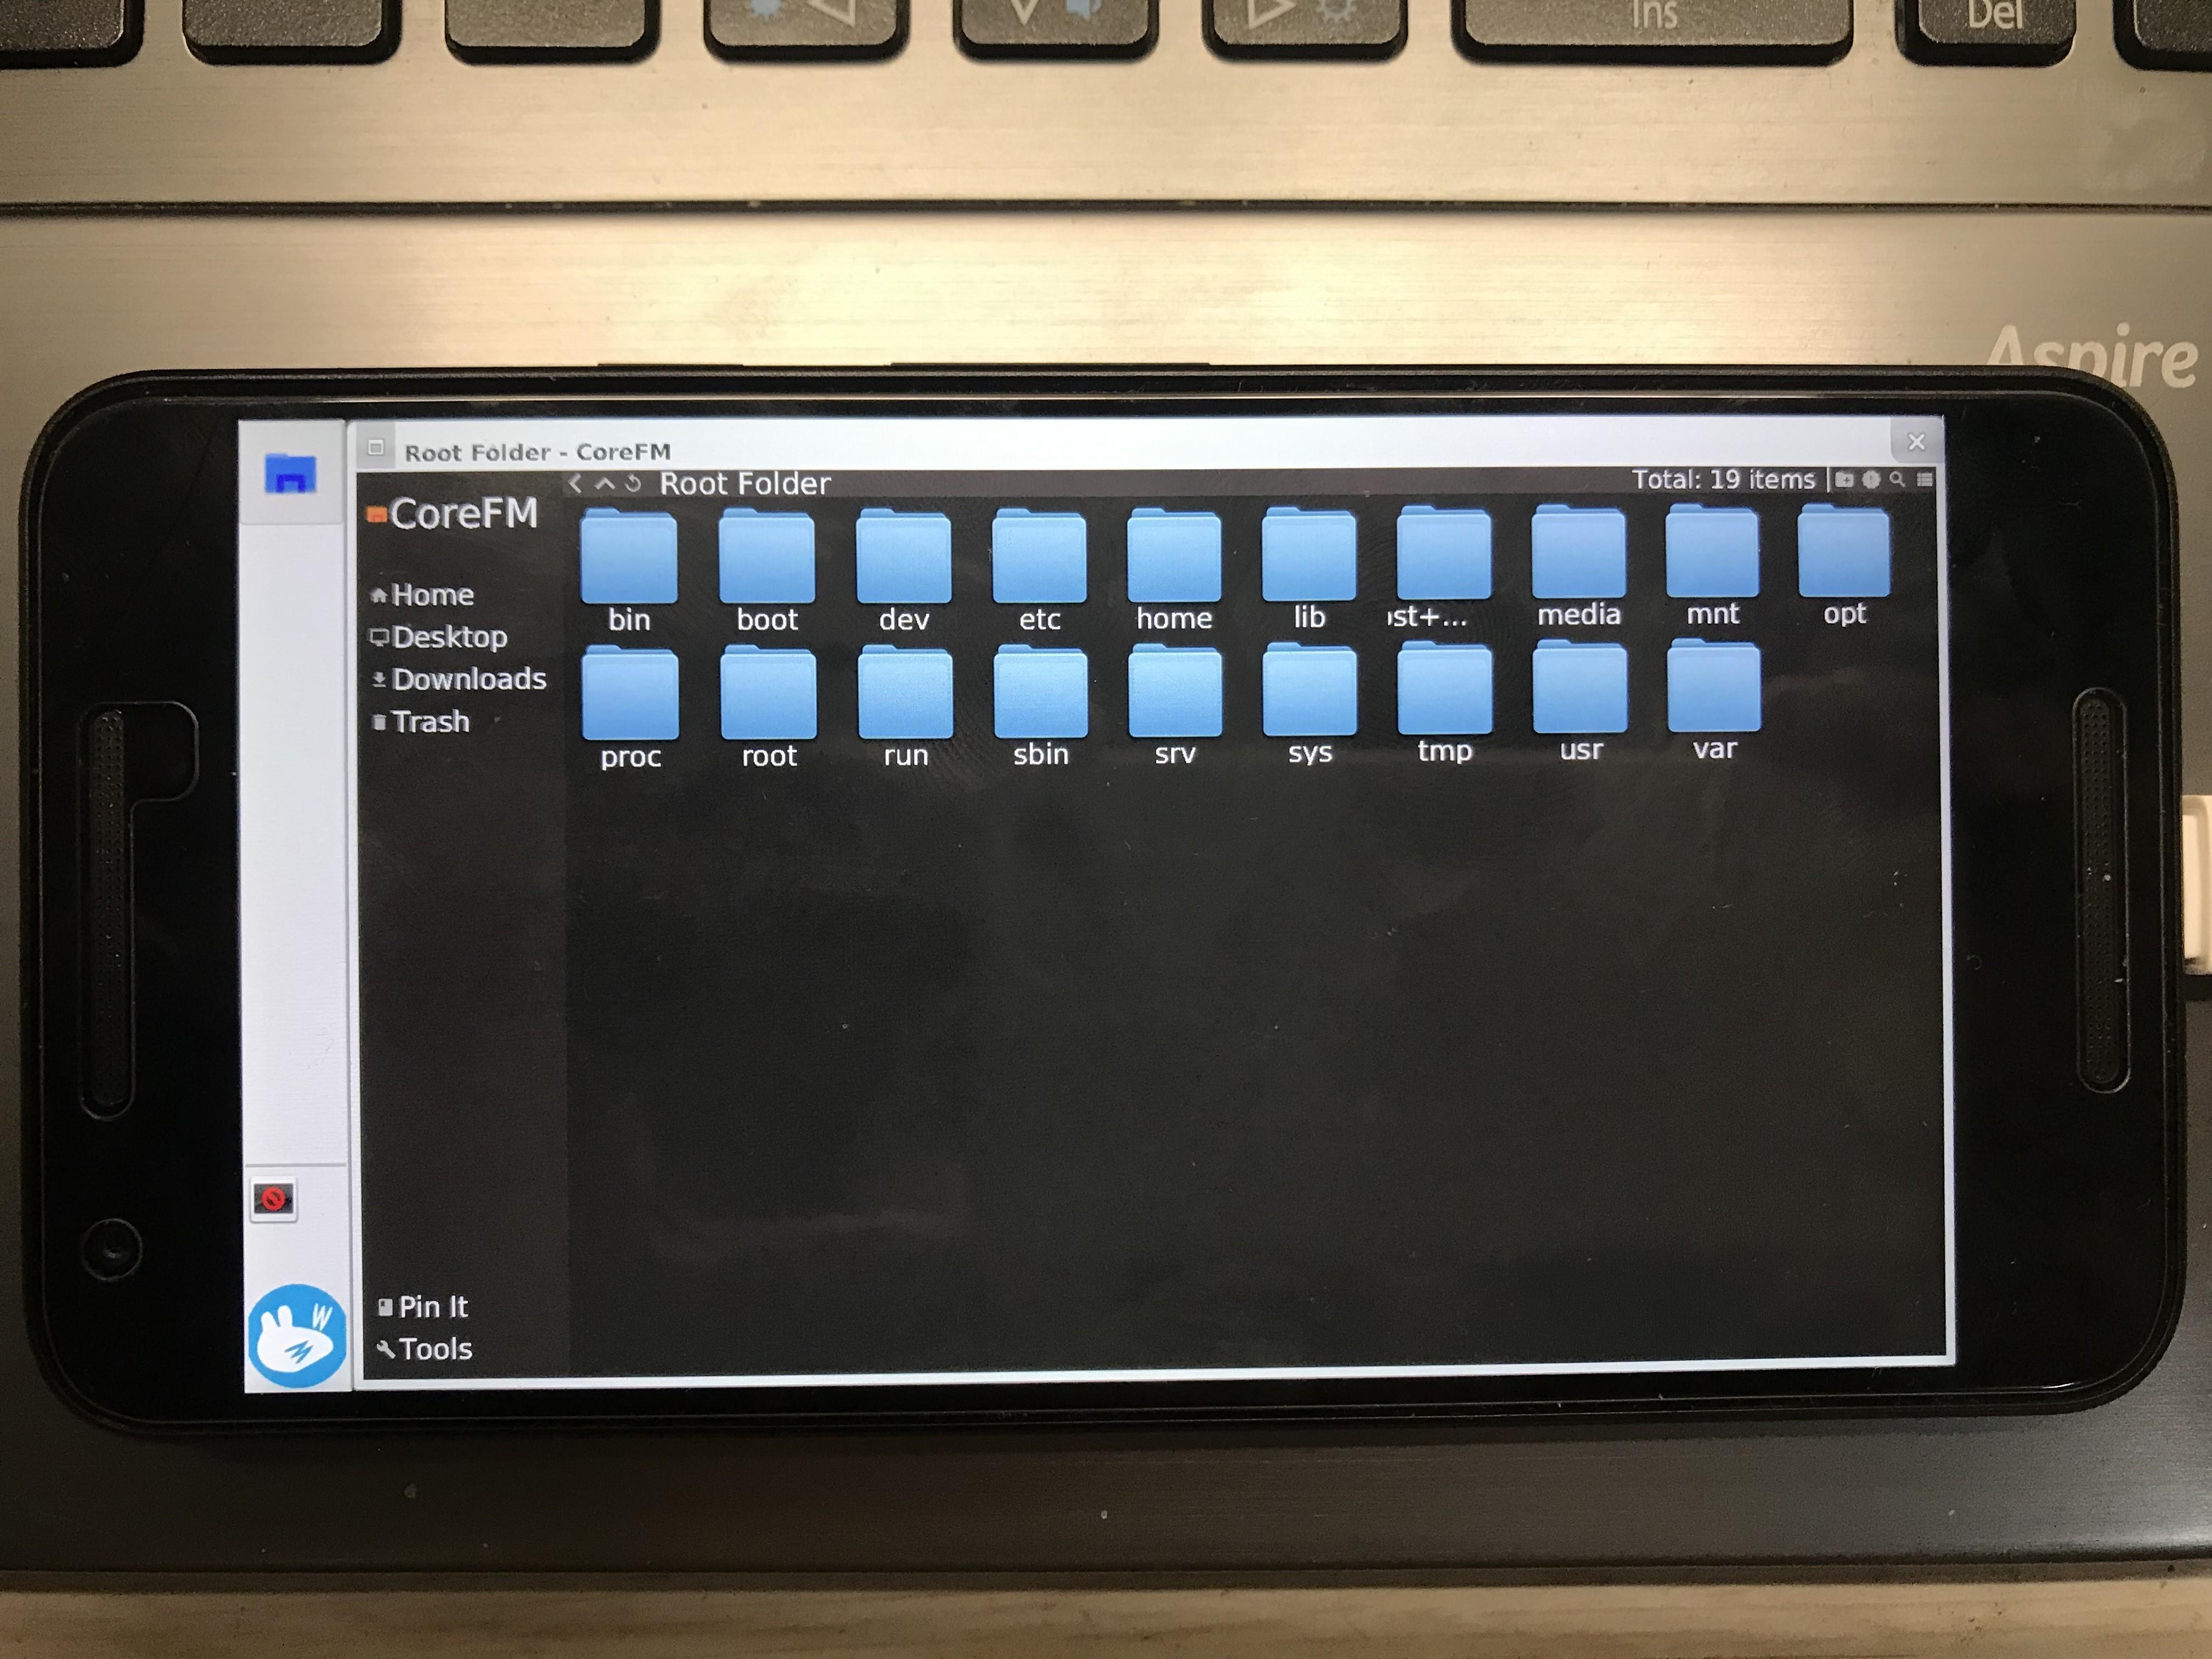 Ins
Del
Aspire
Root Folder - CoreFM
Root Folder
Total: 19 items
CoreFM
Home
Desktop
Downloads
Trash
bin boot dev etc home lib ost+... media mnt opt
proc root run sbin srv sys tmp usr var
Pin It
Tools